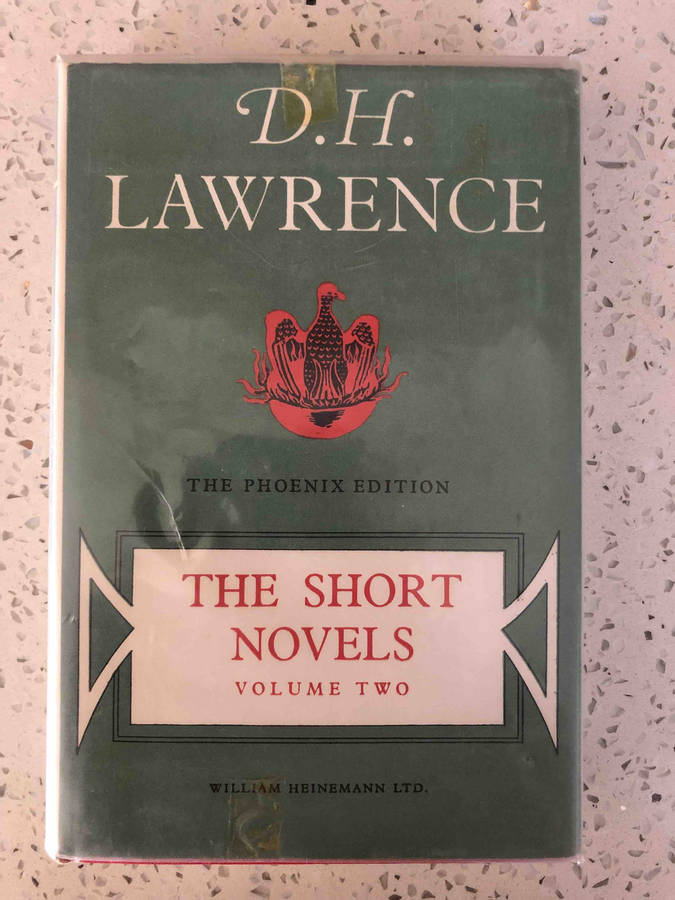 D.H.
LAWRENCE
THE PHOENIX EDITION
THE SHORT
NOVELS
VOLUME TWO
WILLIAM HEINEMANN LTD.